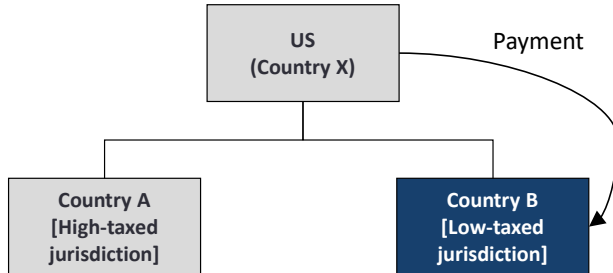 US
(Country X)
Payment
Country A
[High-taxed
jurisdiction]
Country B
[Low-taxed
jurisdiction]